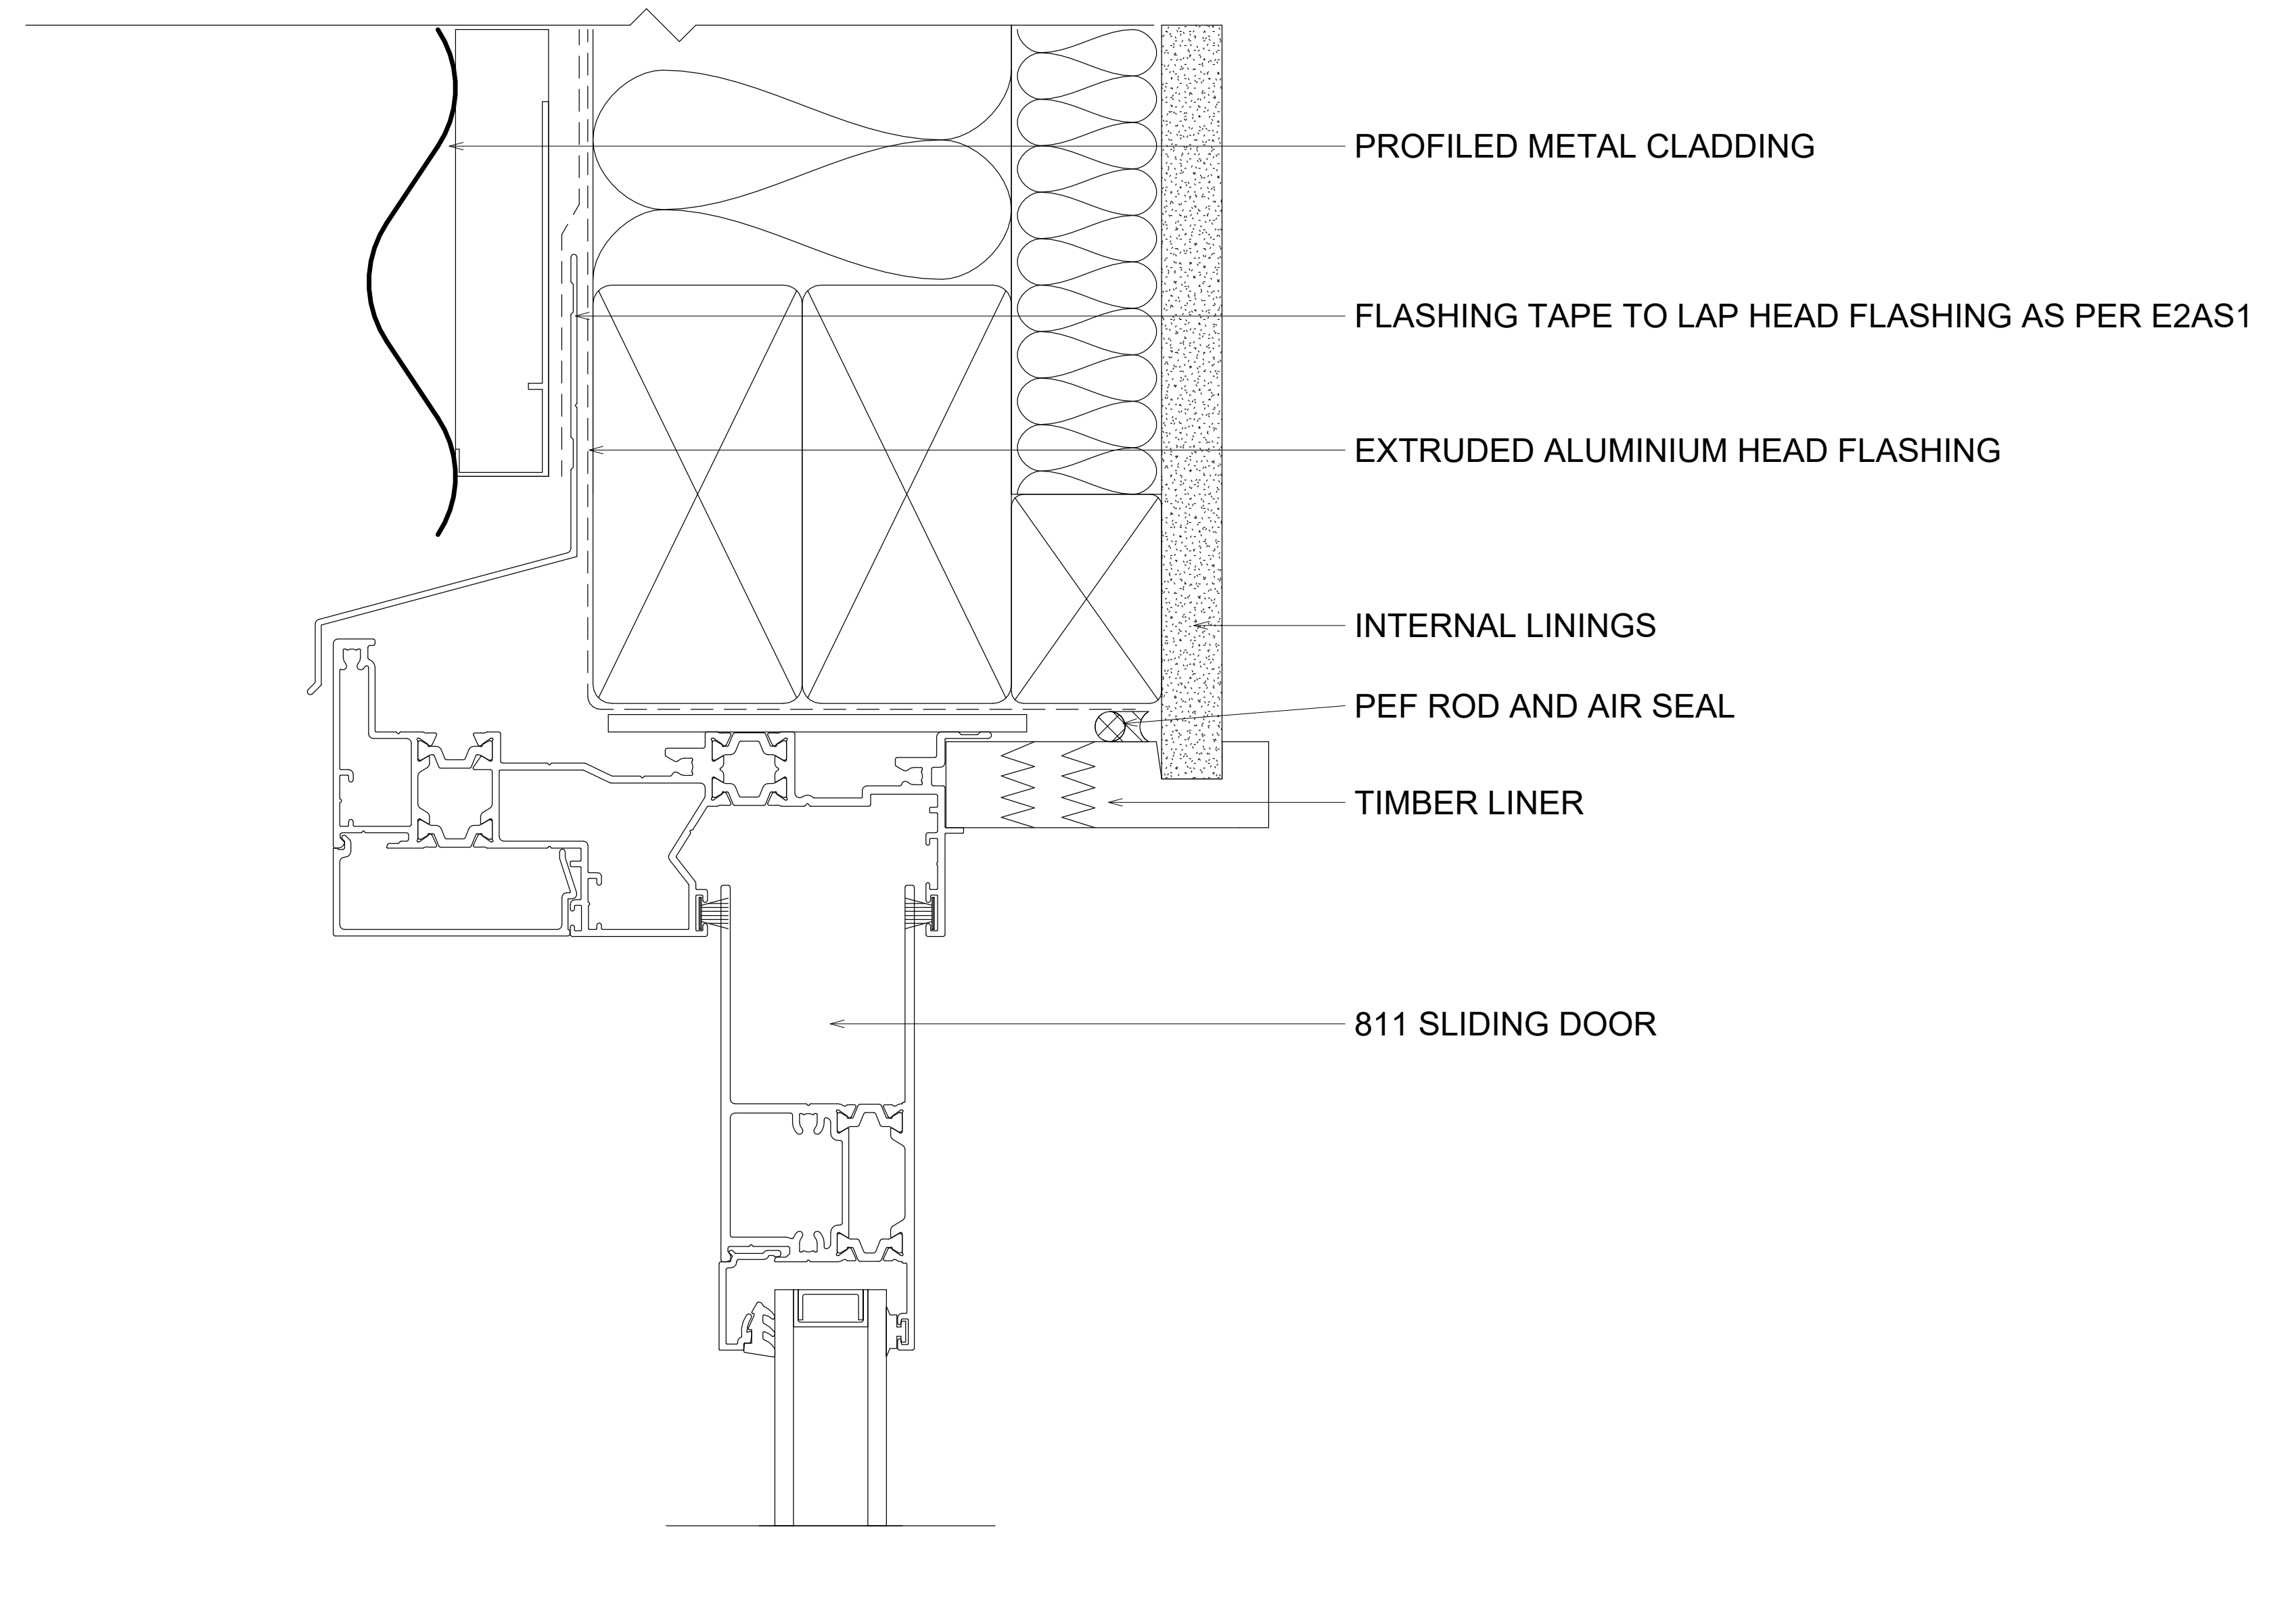 PROFILED METAL CLADDING
FLASHING TAPE TO LAP HEAD FLASHING AS PER E2AS1
EXTRUDED ALUMINIUM HEAD FLASHING
INTERNAL LININGS
PEF ROD AND AIR SEAL
TIMBER LINER
811 SLIDING DOOR